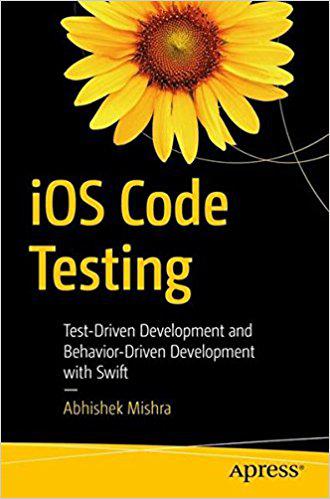 iOS Code
Testing
Test-Driven Development and
Behavior-Driven Development
with Swift
—
Abhishek Mishra
Apress®